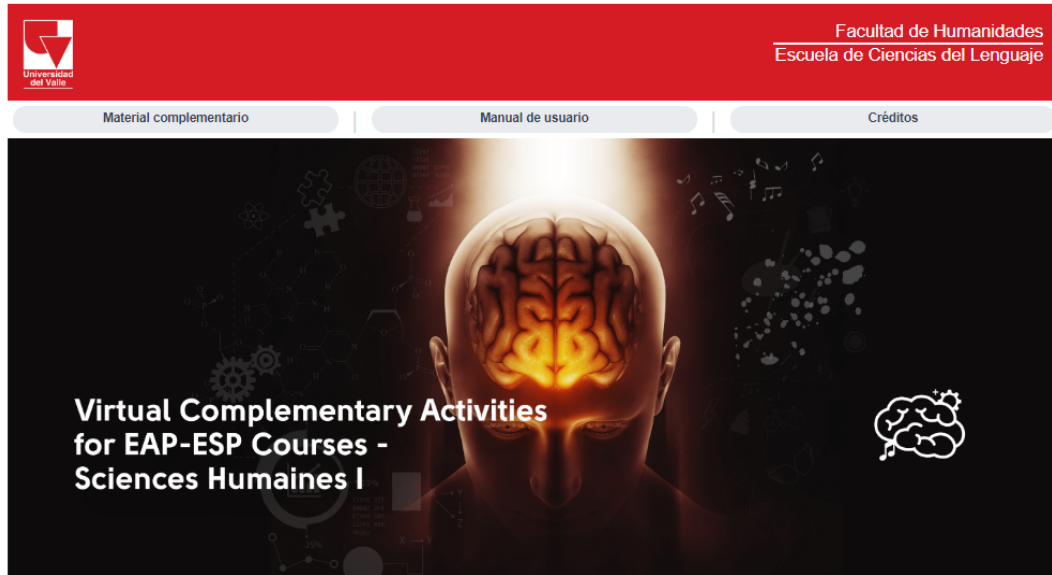 Universidad
del Valle
Facultad de Humanidades
Escuela de Ciencias del Lenguaje
Material complementario
Manual de usuario
Créditos
Virtual Complementary Activities
for EAP-ESP Courses -
Sciences Humaines I